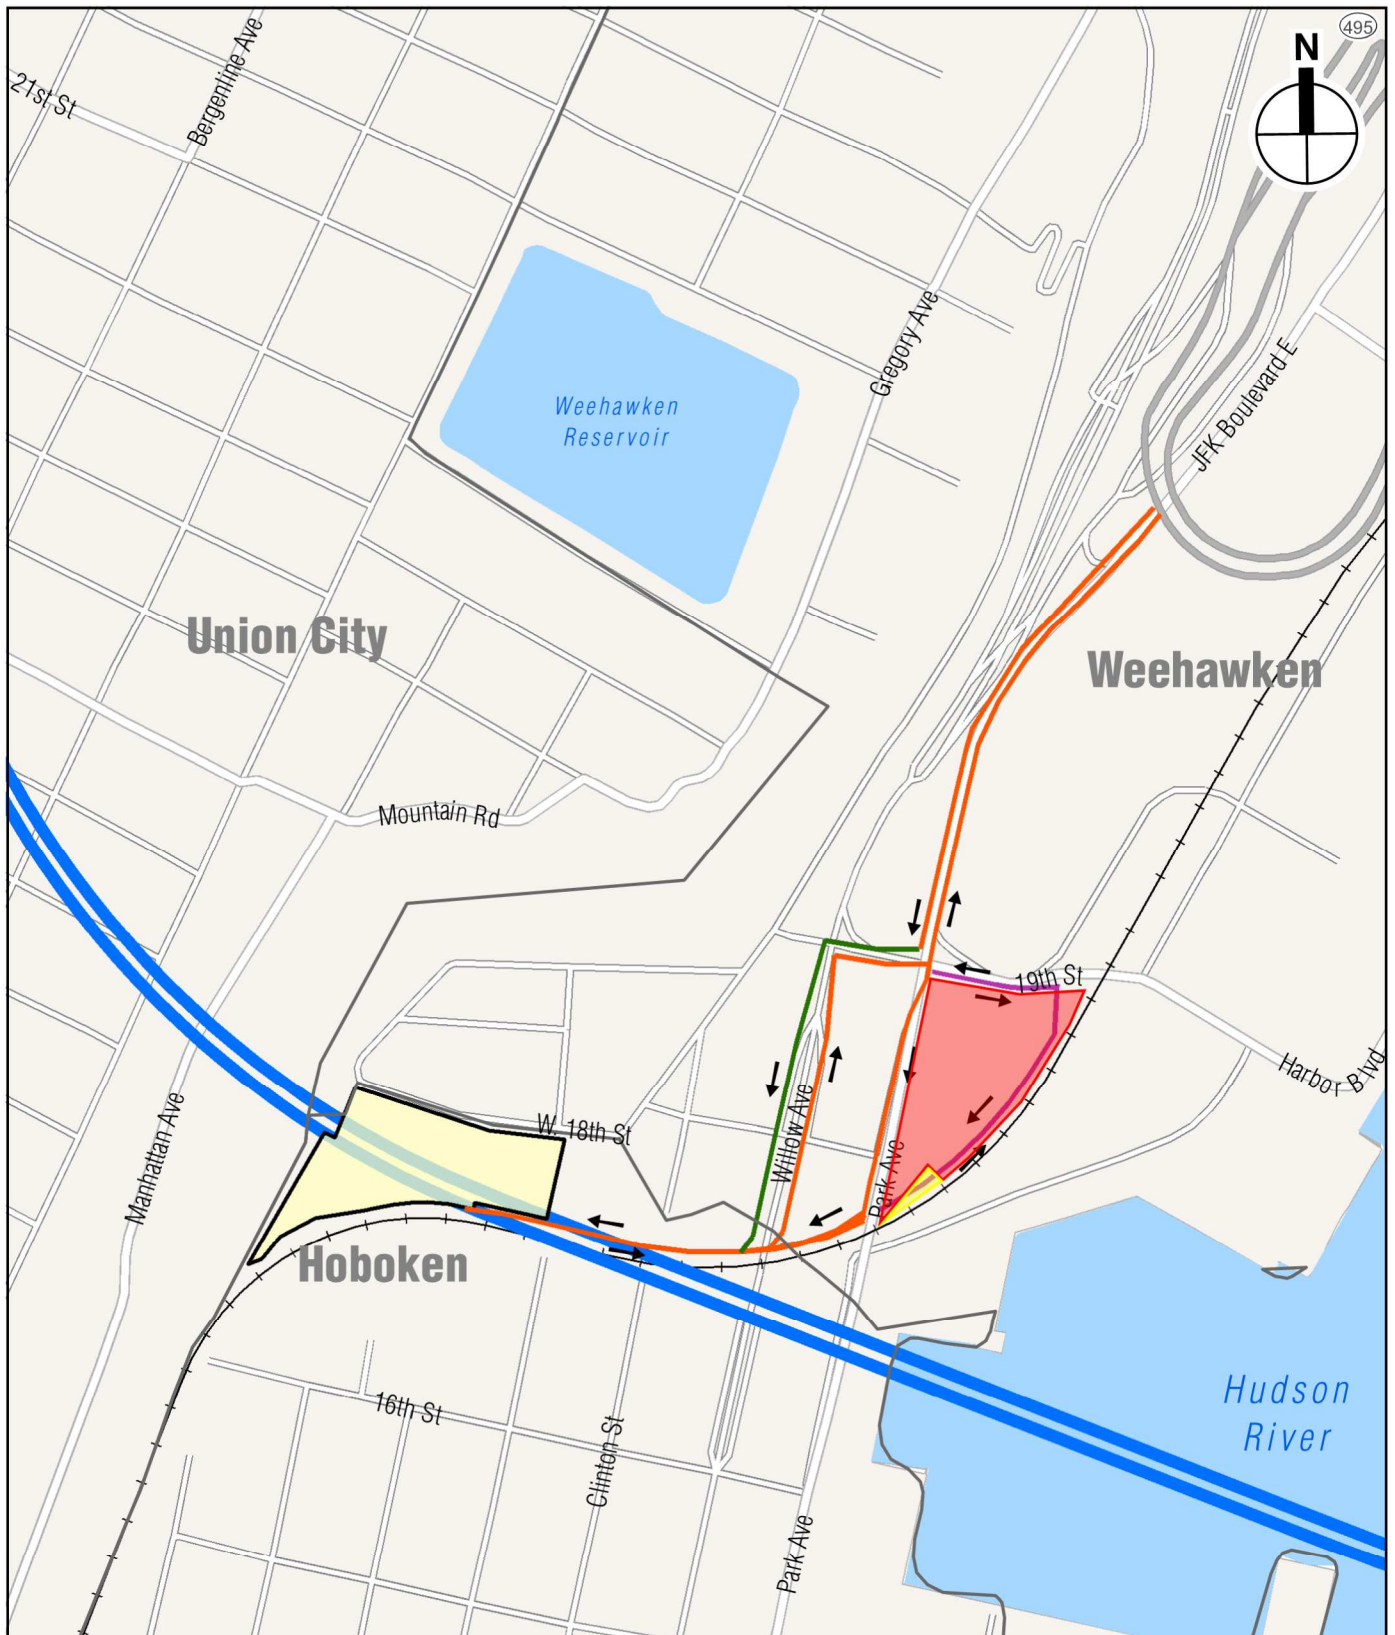 495
N
21st St
Bergenline Ave
Gregory Ave
JFK Boulevard E
Weehawken
Reservoir
Union City
Weehawken
Mountain Rd
19th St
Harbor Blvd
Manhattan Ave
W. 18th St
Willow Ave
Park Ave
Hoboken
16th St
Clinton St
Park Ave
Hudson
River